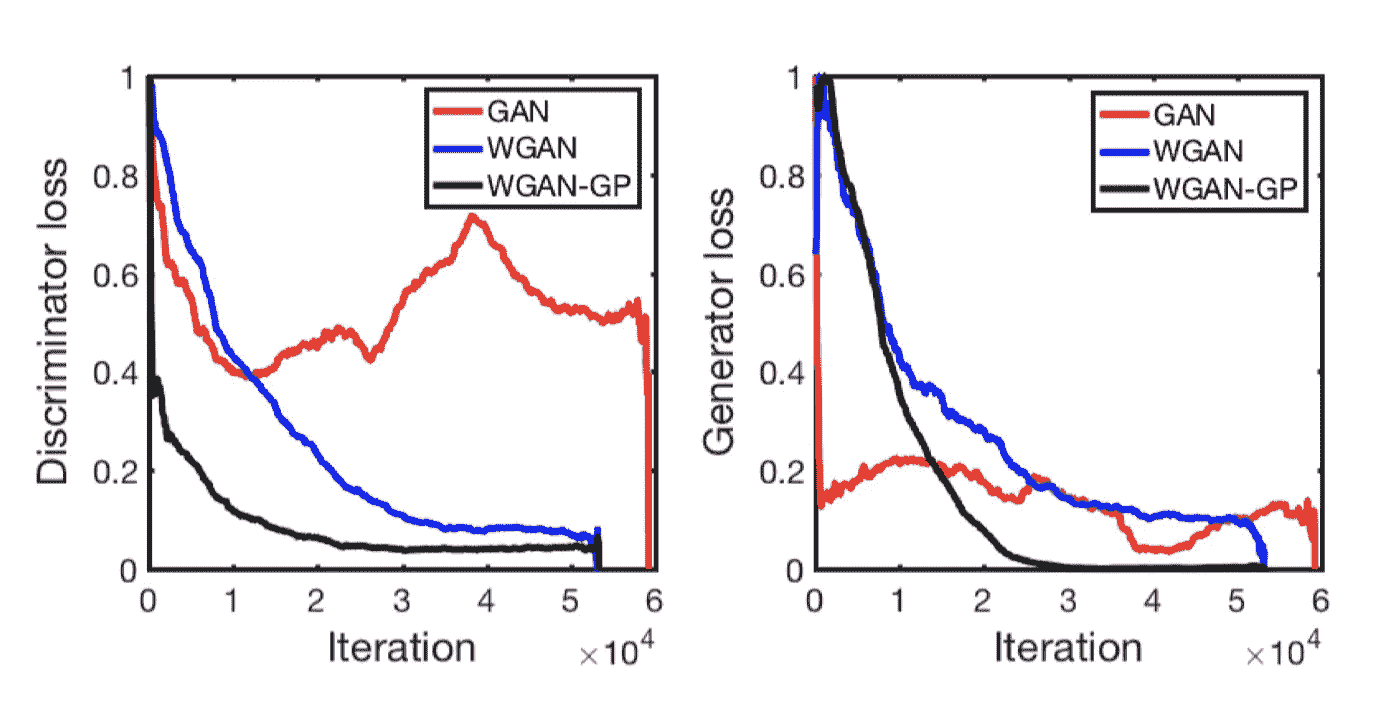 Discriminator loss
1
0.8
0.6
0.4
0.2
0
GAN
WGAN
WGAN-GP
0 1 2 3 4 5 6
Iteration
×10^4
Generator loss
1
0.8
0.6
0.4
0.2
0
GAN
WGAN
WGAN-GP
0 1 2 3 4 5 6
Iteration
×10^4